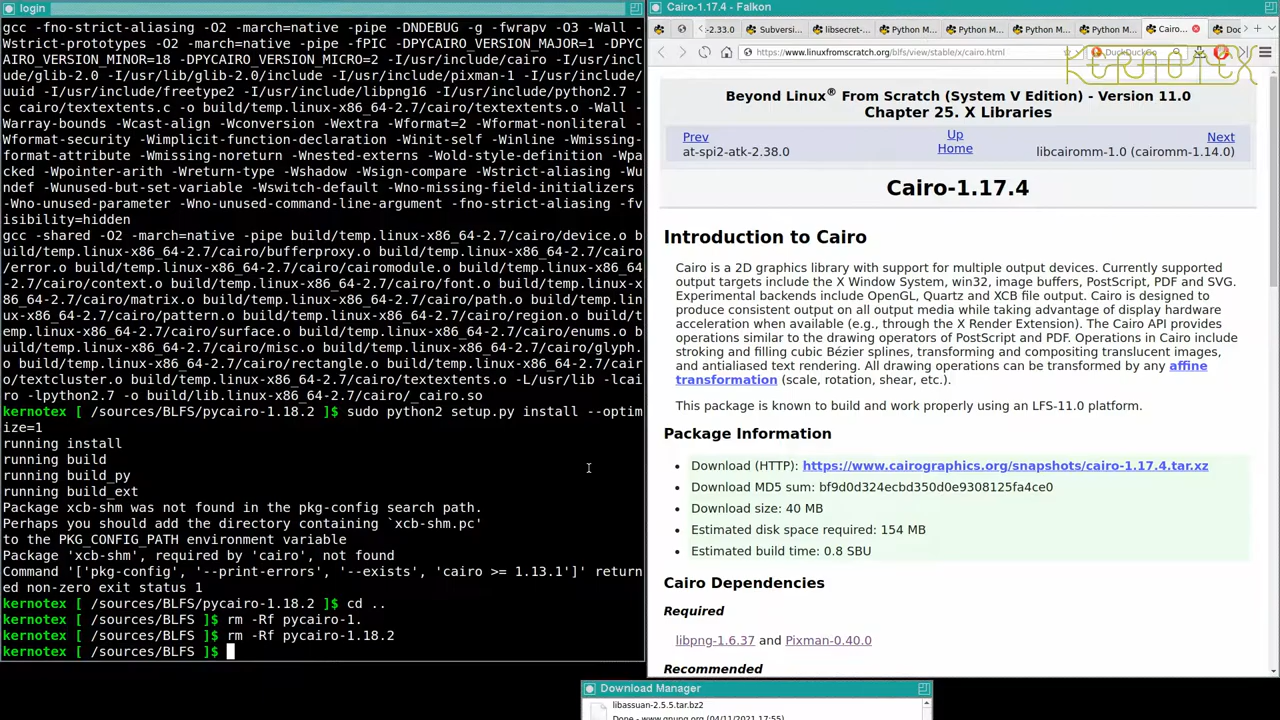 login
gcc -fno-strict-aliasing -O2 -march=native -pipe -DNDEBUG -g -fwrapv -O3 -Wall -
Wstrict-prototypes -O2 -march=native -pipe -fPIC -DPYCAIRO_VERSION_MAJOR=1 -DPYC
AIRO_VERSION_MINOR=18 -DPYCAIRO_VERSION_MICRO=2 -I/usr/include/cairo -I/usr/incl
ude/glib-2.0 -I/usr/lib/glib-2.0/include -I/usr/include/pixman-1 -I/usr/include/
uuid -I/usr/include/freetype2 -I/usr/include/libpng16 -I/usr/include/python2.7 -
c cairo/textextents.c -o build/temp.linux-x86_64-2.7/cairo/textextents.o -Wall -
Warray-bounds -Wcast-align -Wconversion -Wextra -Wformat=2 -Wformat-nonliteral -
Wformat-security -Wimplicit-function-declaration -Winit-self -Winline -Wmissing-
format-attribute -Wmissing-noreturn -Wnested-externs -Wold-style-definition -Wpa
cked -Wpointer-arith -Wreturn-type -Wshadow -Wsign-compare -Wstrict-aliasing -Wu
ndef -Wunused-but-set-variable -Wswitch-default -Wno-missing-field-initializers
-Wno-unused-parameter -Wno-unused-command-line-argument -fno-strict-aliasing -fv
isibility=hidden
gcc -shared -O2 -march=native -pipe build/temp.linux-x86_64-2.7/cairo/device.o b
uild/temp.linux-x86_64-2.7/cairo/bufferproxy.o build/temp.linux-x86_64-2.7/cairo
/error.o build/temp.linux-x86_64-2.7/cairo/cairomodule.o build/temp.linux-x86_64
-2.7/cairo/context.o build/temp.linux-x86_64-2.7/cairo/font.o build/temp.linux-x
86_64-2.7/cairo/matrix.o build/temp.linux-x86_64-2.7/cairo/path.o build/temp.lin
ux-x86_64-2.7/cairo/pattern.o build/temp.linux-x86_64-2.7/cairo/region.o build/t
emp.linux-x86_64-2.7/cairo/surface.o build/temp.linux-x86_64-2.7/cairo/enums.o b
uild/temp.linux-x86_64-2.7/cairo/misc.o build/temp.linux-x86_64-2.7/cairo/glyph.
o build/temp.linux-x86_64-2.7/cairo/rectangle.o build/temp.linux-x86_64-2.7/cair
o/textcluster.o build/temp.linux-x86_64-2.7/cairo/textextents.o -L/usr/lib -lcai
ro -lpython2.7 -o build/lib.linux-x86_64-2.7/cairo/_cairo.so
kernotex [ /sources/BLFS/pycairo-1.18.2 ]$ sudo python2 setup.py install --optim
ize=1
running install
running build
running build_py
running build_ext
Package xcb-shm was not found in the pkg-config search path.
Perhaps you should add the directory containing `xcb-shm.pc'
to the PKG_CONFIG_PATH environment variable
Package 'xcb-shm', required by 'cairo', not found
Command '['pkg-config', '--print-errors', '--exists', 'cairo >= 1.13.1']' return
ed non-zero exit status 1
kernotex [ /sources/BLFS/pycairo-1.18.2 ]$ cd ..
kernotex [ /sources/BLFS ]$ rm -Rf pycairo-1.
kernotex [ /sources/BLFS ]$ rm -Rf pycairo-1.18.2
kernotex [ /sources/BLFS ]$
Cairo-1.17.4 - Falkon
-2.33.0 Subversi... libsecret-... Python M... Python M... Python M... Python M... Cairo... Doc
https://www.linuxfromscratch.org/blfs/view/stable/x/cairo.html DuckDuckGo
KERNOTEX
Beyond Linux® From Scratch (System V Edition) - Version 11.0
Chapter 25. X Libraries
Prev Up Next
at-spi2-atk-2.38.0 Home libcairomm-1.0 (cairomm-1.14.0)
Cairo-1.17.4
Introduction to Cairo
Cairo is a 2D graphics library with support for multiple output devices. Currently supported
output targets include the X Window System, win32, image buffers, PostScript, PDF and SVG.
Experimental backends include OpenGL, Quartz and XCB file output. Cairo is designed to
produce consistent output on all output media while taking advantage of display hardware
acceleration when available (e.g., through the X Render Extension). The Cairo API provides
operations similar to the drawing operators of PostScript and PDF. Operations in Cairo include
stroking and filling cubic Bézier splines, transforming and compositing translucent images,
and antialiased text rendering. All drawing operations can be transformed by any affine
transformation (scale, rotation, shear, etc.).
This package is known to build and work properly using an LFS-11.0 platform.
Package Information
• Download (HTTP): https://www.cairographics.org/snapshots/cairo-1.17.4.tar.xz
• Download MD5 sum: bf9d0d324ecbd350d0e9308125fa4ce0
• Download size: 40 MB
• Estimated disk space required: 154 MB
• Estimated build time: 0.8 SBU
Cairo Dependencies
Required
libpng-1.6.37 and Pixman-0.40.0
Recommended
Download Manager
libassuan-2.5.5.tar.bz2
Done - www.gnupg.org (04/11/2021 17:55)